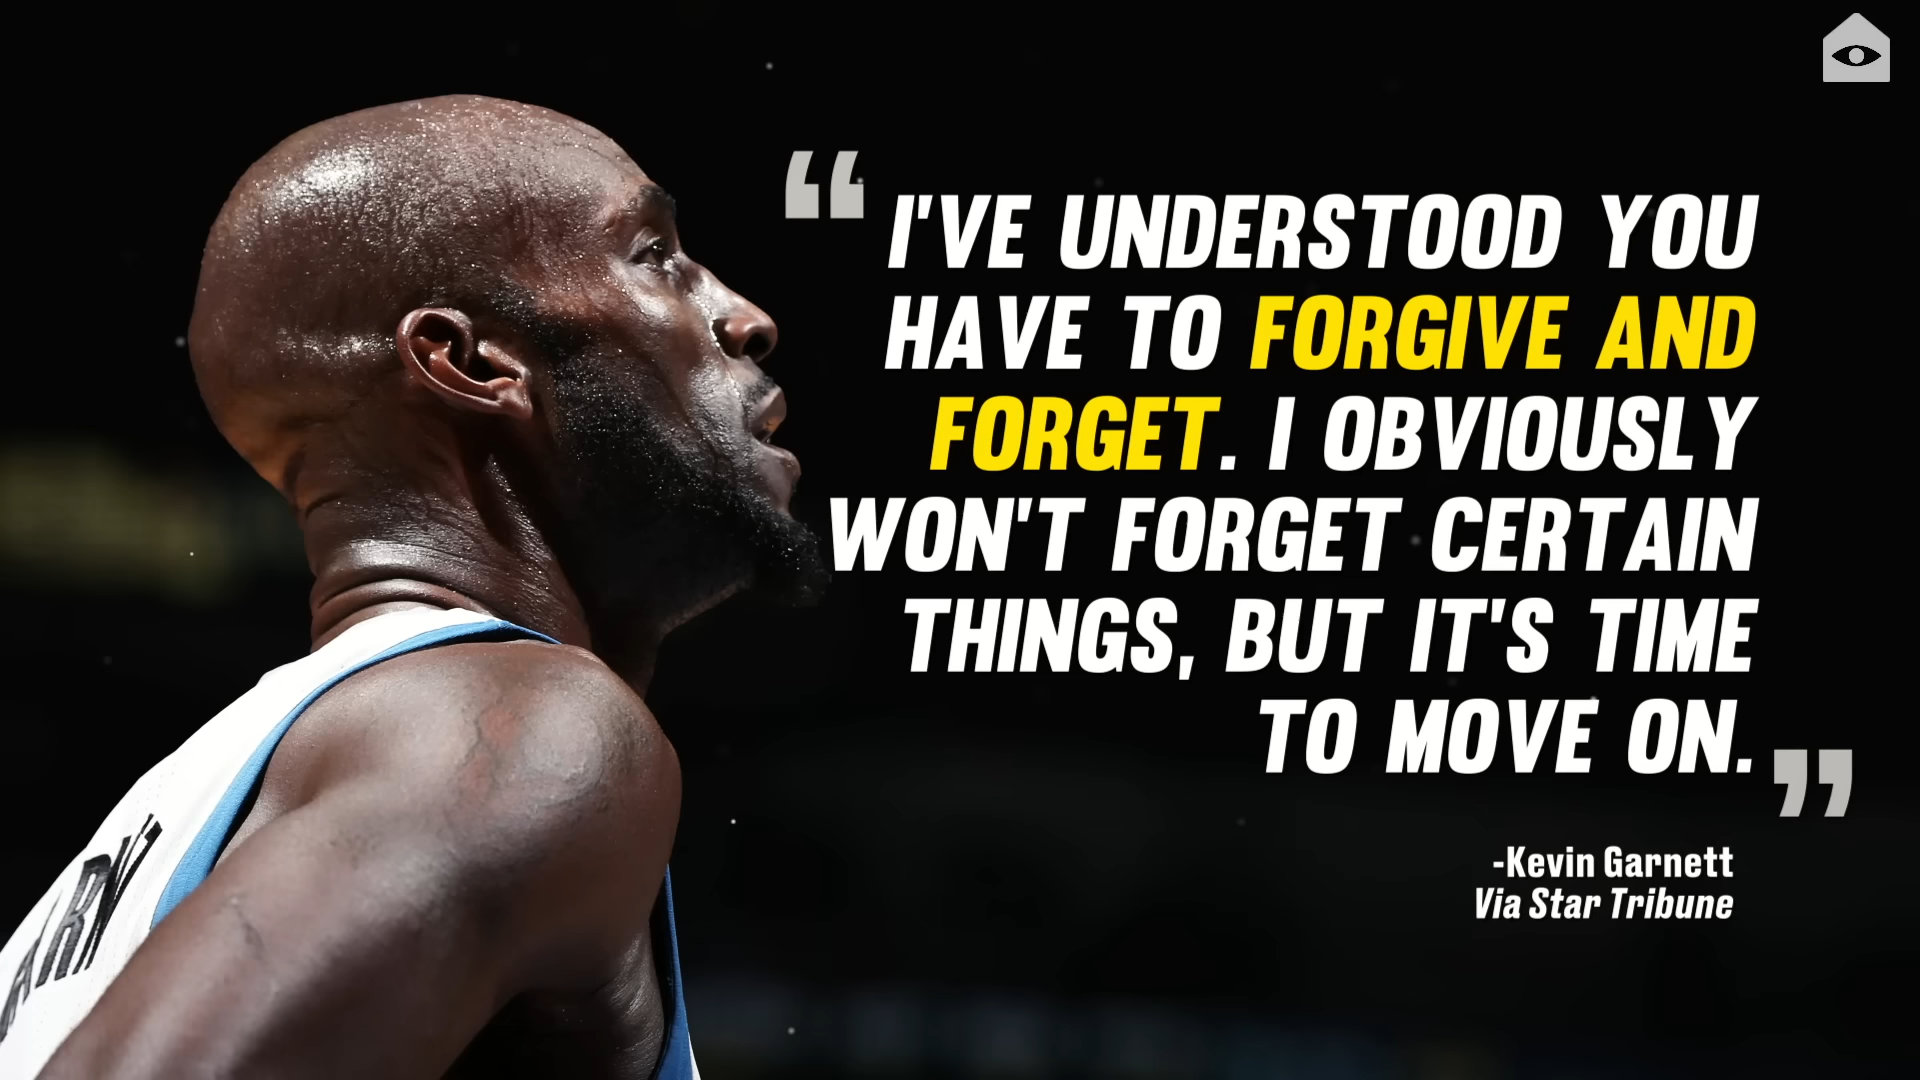 “I'VE UNDERSTOOD YOU
HAVE TO FORGIVE AND
FORGET. I OBVIOUSLY
WON'T FORGET CERTAIN
THINGS, BUT IT'S TIME
TO MOVE ON.”
-Kevin Garnett
Via Star Tribune